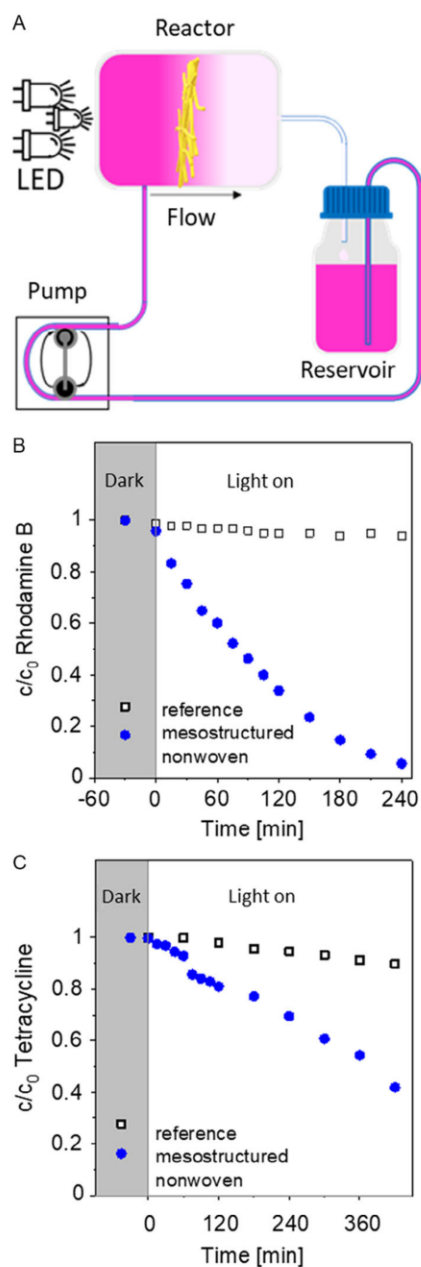 A
Reactor
LED
Flow
Pump
Reservoir
B
Dark
Light on
c/c0 Rhodamine B
1
0.8
0.6
0.4
0.2
0
reference
mesostructured
nonwoven
-60 0 60 120 180 240
Time [min]
C
Dark
Light on
c/c0 Tetracycline
1
0.8
0.6
0.4
0.2
0
reference
mesostructured
nonwoven
0 120 240 360
Time [min]